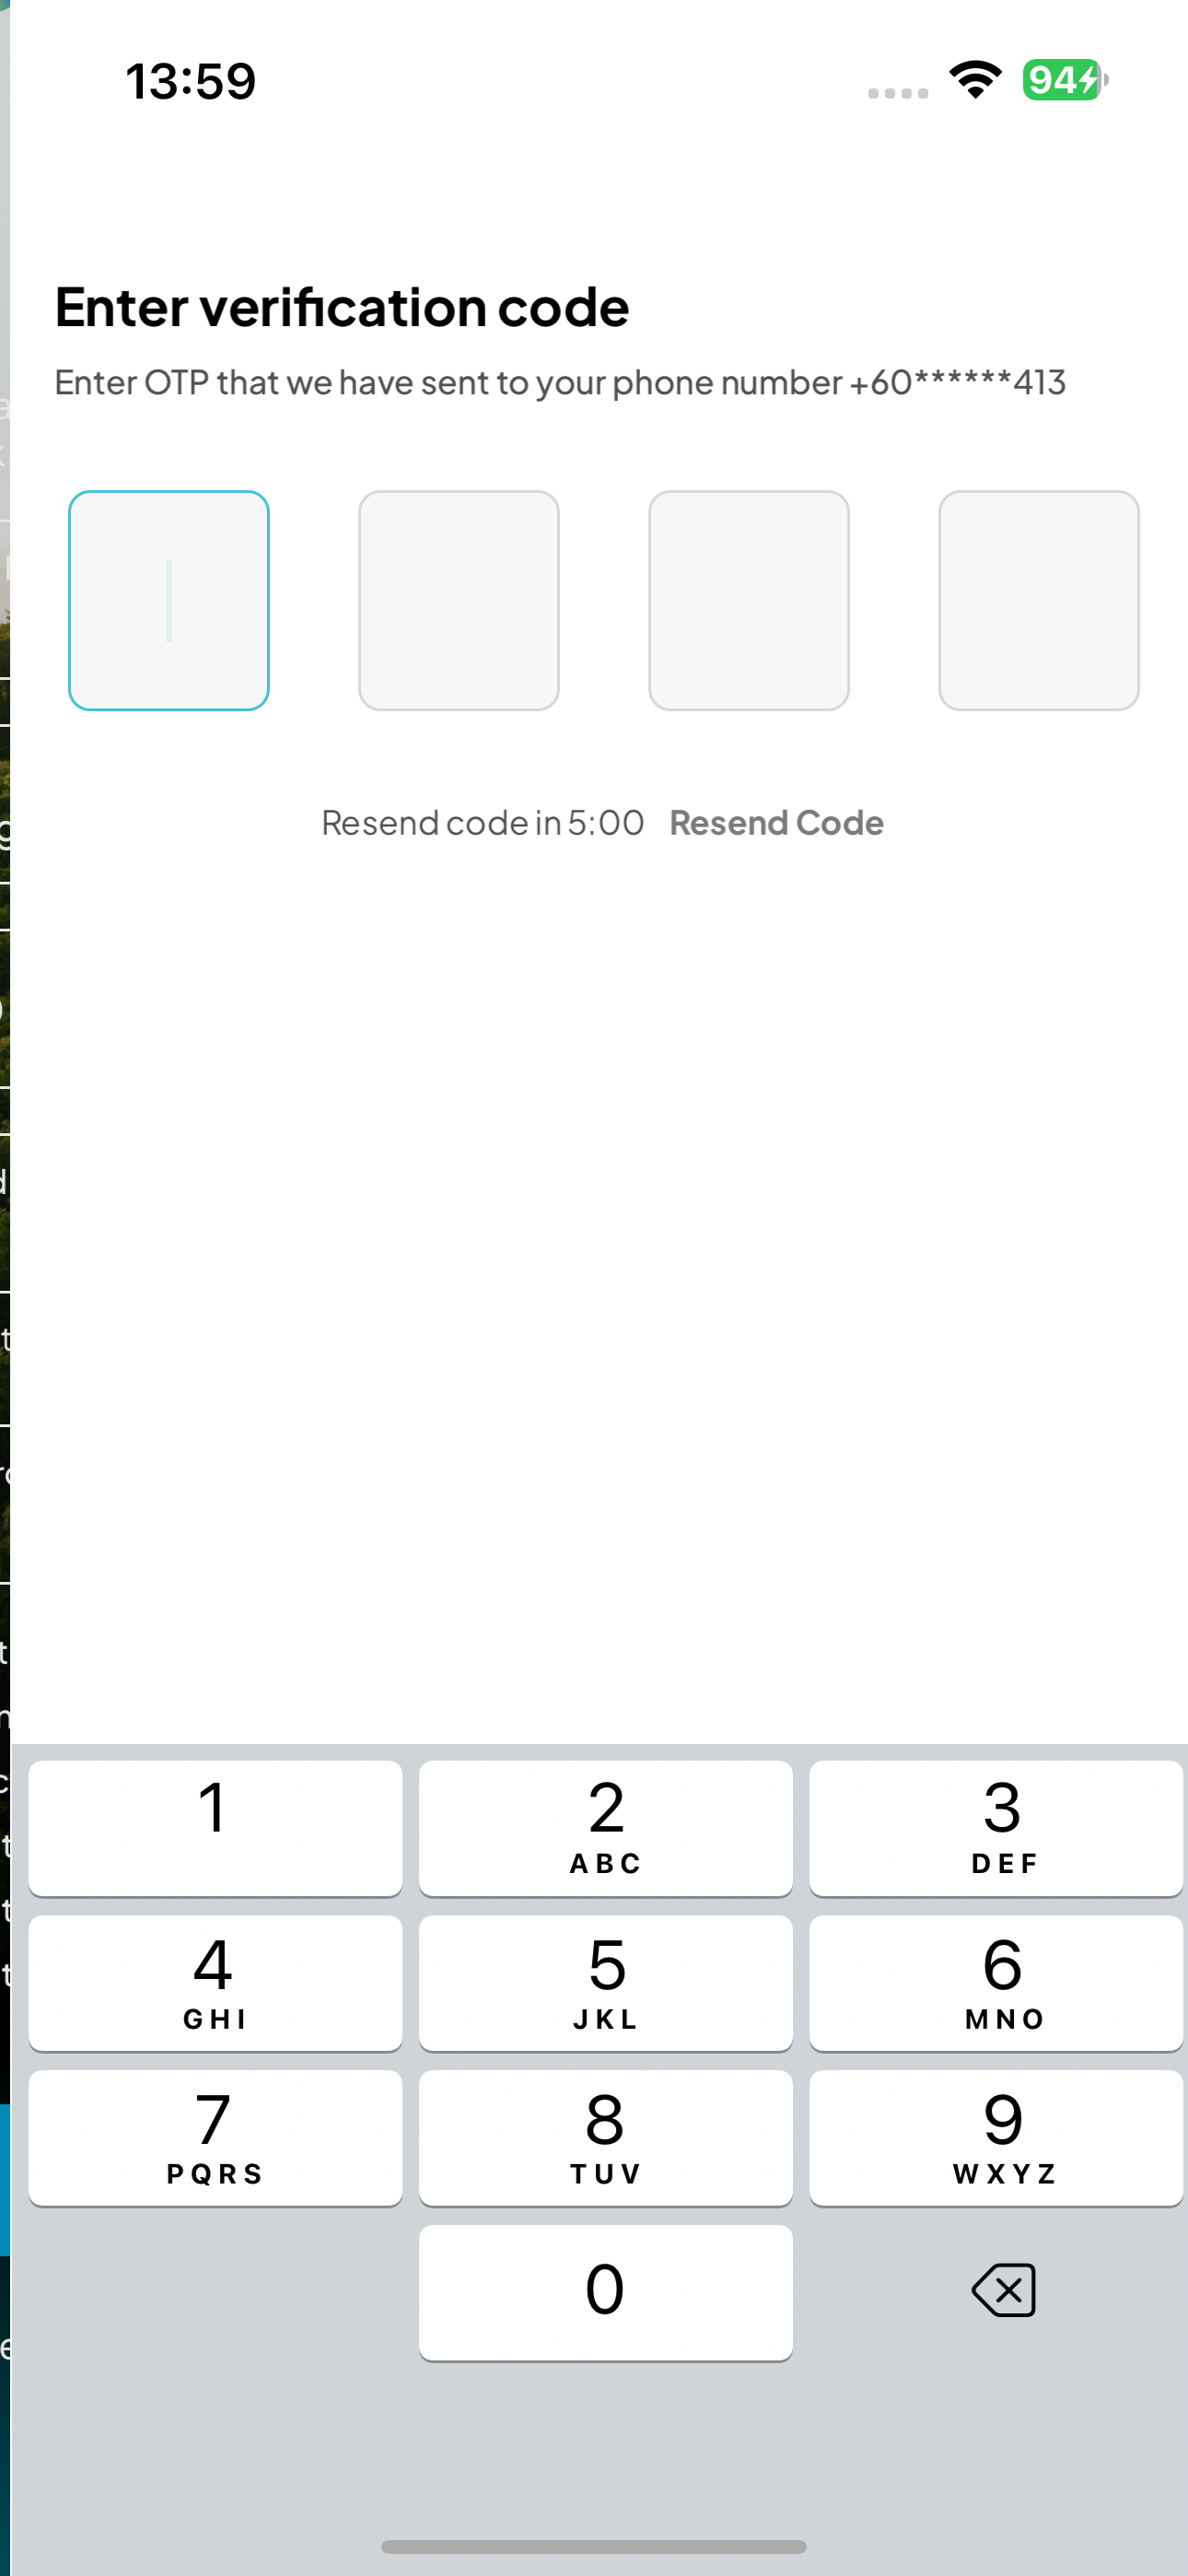 13:59
94
Enter verification code
Enter OTP that we have sent to your phone number +60******413
Resend code in 5:00 Resend Code
1
2
3
ABC
DEF
4
5
6
GHI
JKL
MNO
7
8
9
PQRS
TUV
WXYZ
0